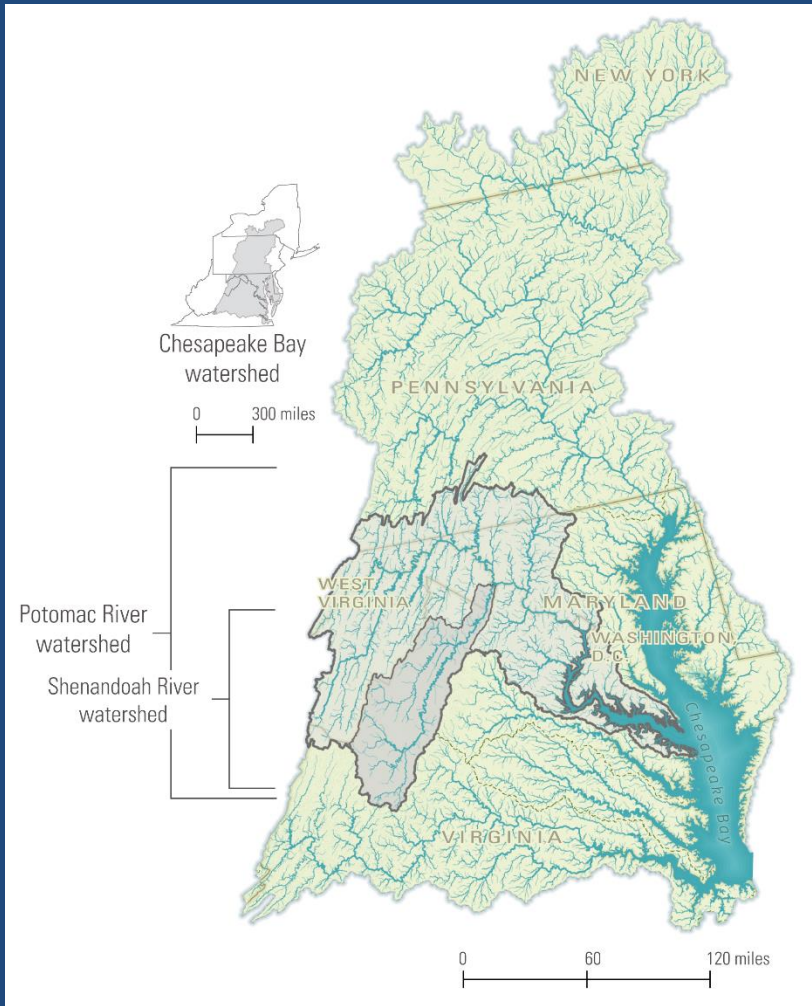 NEW YORK
Chesapeake Bay
watershed
0 300 miles
PENNSYLVANIA
WEST
VIRGINIA
MARYLAND
WASHINGTON,
D.C.
Potomac River
watershed
Shenandoah River
watershed
Chesapeake Bay
VIRGINIA
0 60 120 miles